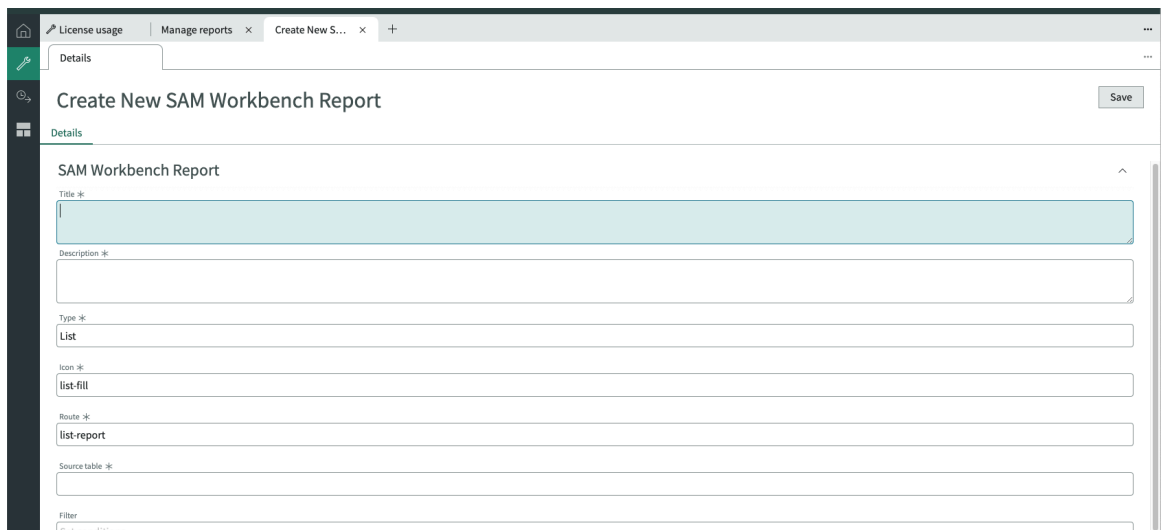 License usage Manage reports × Create New S... × +
Details
Create New SAM Workbench Report
Save
Details
SAM Workbench Report
Title *
Description *
Type *
List
Icon *
list-fill
Route *
list-report
Source table *
Filter